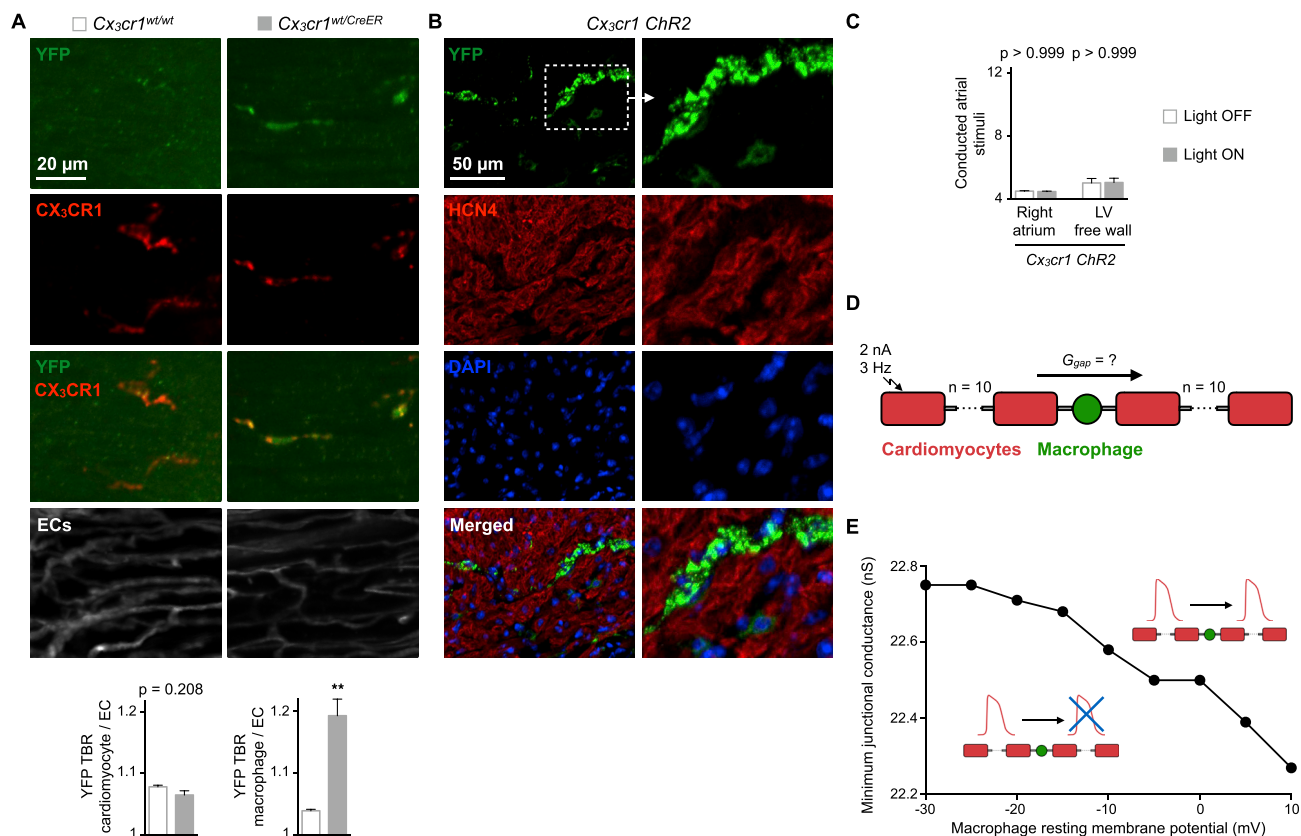 A
Cx₃cr1ʷᵗ/ʷᵗ
Cx₃cr1ʷᵗ/CreER
YFP
20 µm
CX₃CR1
YFP
CX₃CR1
ECs
p = 0.208
1.2
1.1
1
YFP TBR
cardiomyocyte / EC
**
1.2
1.1
1
YFP TBR
macrophage / EC
B
Cx₃cr1 ChR2
YFP
50 µm
HCN4
DAPI
Merged
C
p > 0.999 p > 0.999
12
8
4
Conducted atrial
stimuli
Right
atrium
LV
free wall
Cx₃cr1 ChR2
Light OFF
Light ON
D
2 nA
3 Hz
n = 10
Ggap = ?
n = 10
Cardiomyocytes
Macrophage
E
22.8
22.6
22.4
22.2
Minimum junctional conductance (nS)
-30
-20
-10
0
10
Macrophage resting membrane potential (mV)